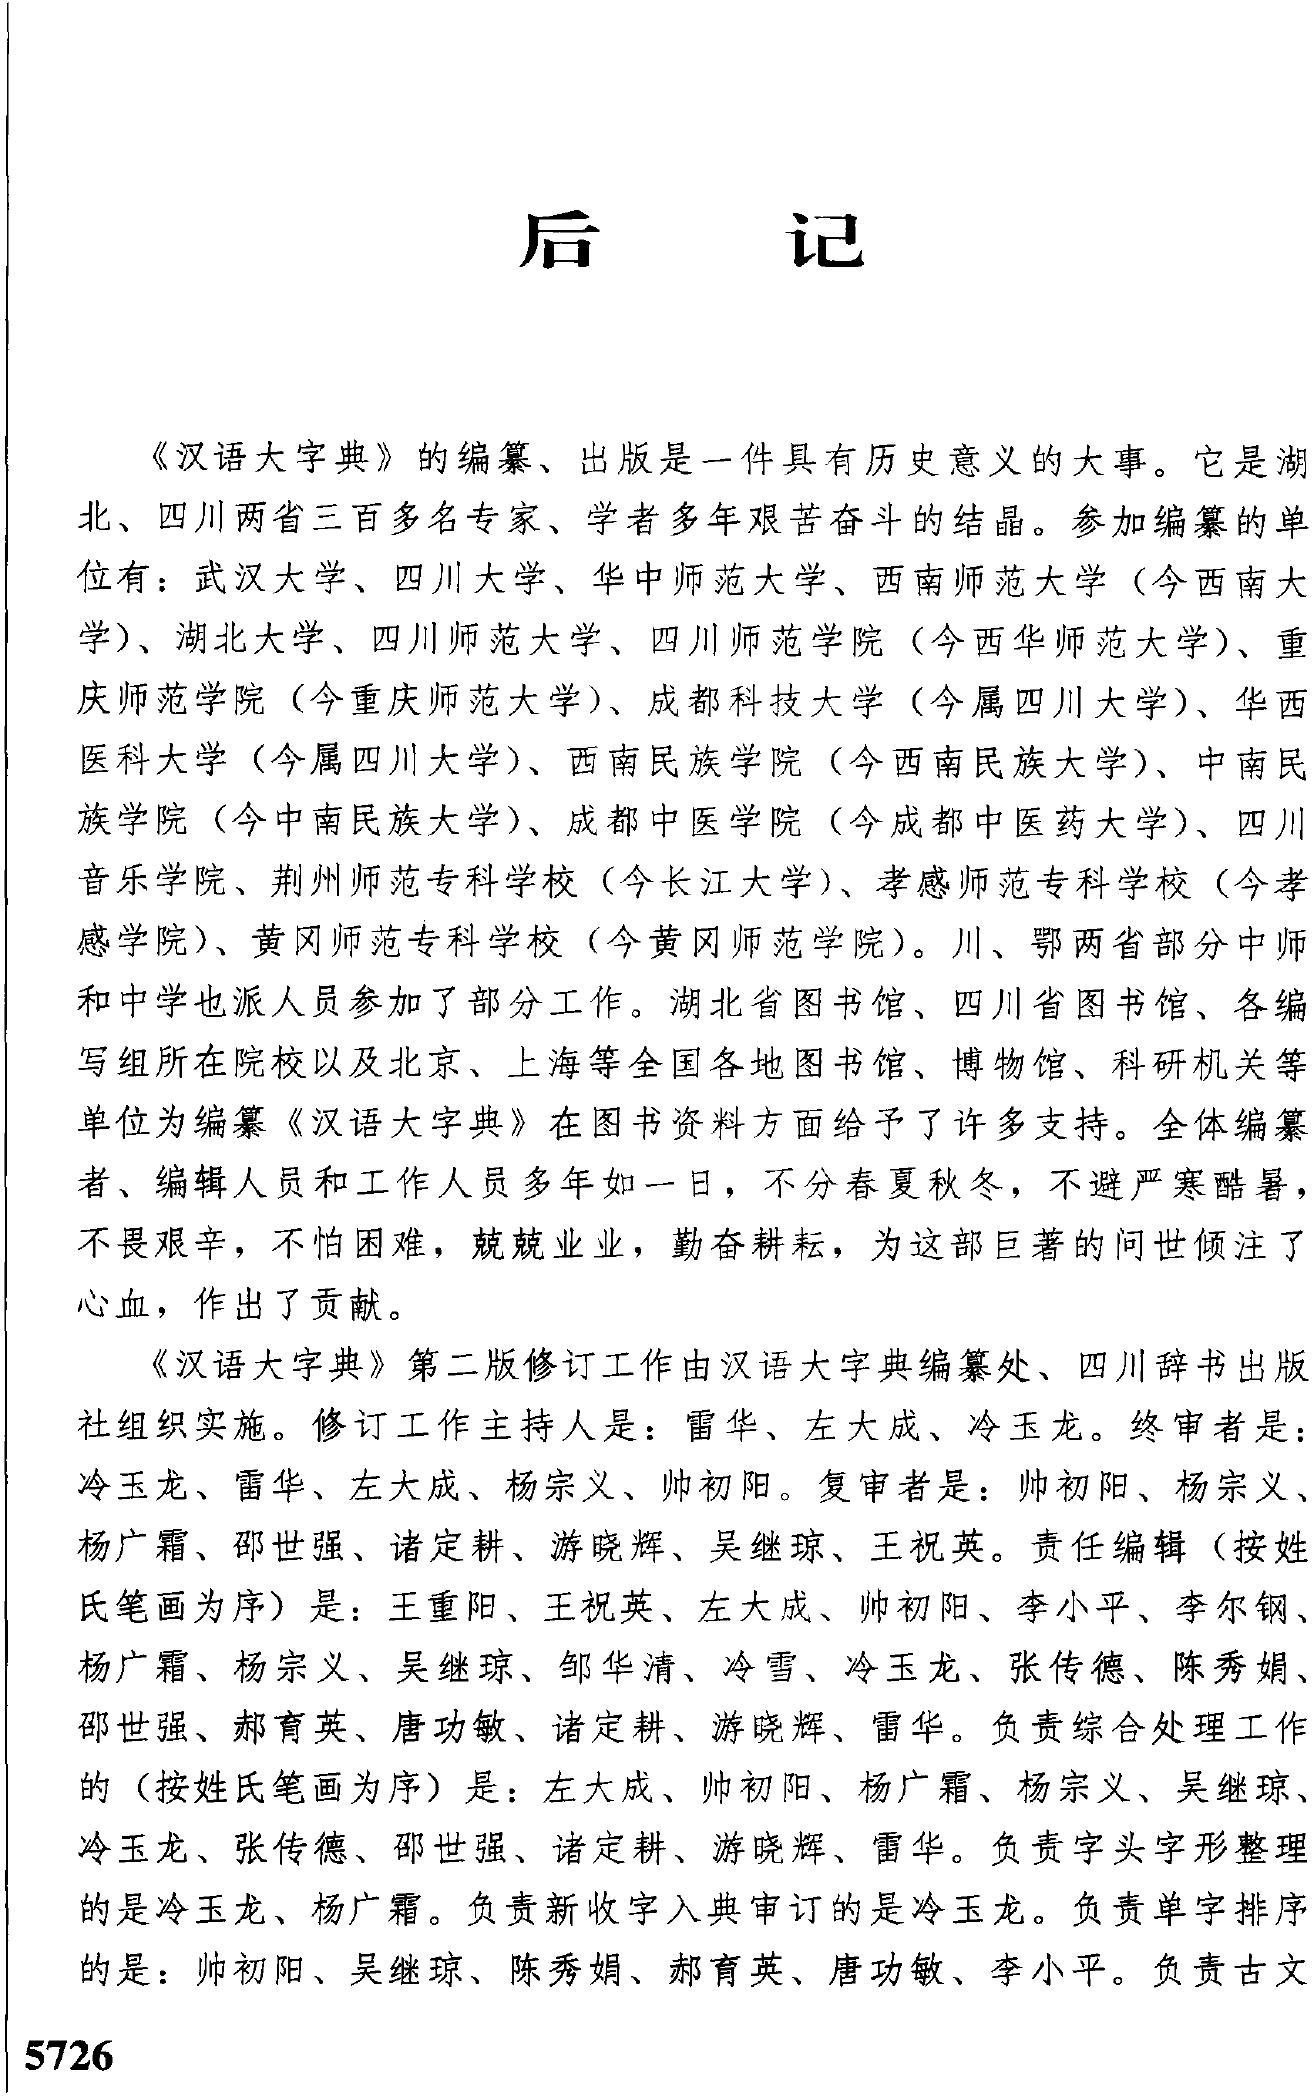 后 记
《汉语大字典》的编纂、出版是一件具有历史意义的大事。它是湖
北、四川两省三百多名专家、学者多年艰苦奋斗的结晶。参加编纂的单
位有：武汉大学、四川大学、华中师范大学、西南师范大学（今西南大
学）、湖北大学、四川师范大学、四川师范学院（今西华师范大学）、重
庆师范学院（今重庆师范大学）、成都科技大学（今属四川大学）、华西
医科大学（今属四川大学）、西南民族学院（今西南民族大学）、中南民
族学院（今中南民族大学）、成都中医学院（今成都中医药大学）、四川
音乐学院、荆州师范专科学校（今长江大学）、孝感师范专科学校（今孝
感学院）、黄冈师范专科学校（今黄冈师范学院）。川、鄂两省部分中师
和中学也派人员参加了部分工作。湖北省图书馆、四川省图书馆、各编
写组所在院校以及北京、上海等全国各地图书馆、博物馆、科研机关等
单位为编纂《汉语大字典》在图书资料方面给予了许多支持。全体编纂
者、编辑人员和工作人员多年如一日，不分春夏秋冬，不避严寒酷暑，
不畏艰辛，不怕困难，兢兢业业，勤奋耕耘，为这部巨著的问世倾注了
心血，作出了贡献。
《汉语大字典》第二版修订工作由汉语大字典编纂处、四川辞书出版
社组织实施。修订工作主持人是：雷华、左大成、冷玉龙。终审者是：
冷玉龙、雷华、左大成、杨宗义、帅初阳。复审者是：帅初阳、杨宗义、
杨广霜、邵世强、诸定耕、游晓辉、吴继琼、王祝英。责任编辑（按姓
氏笔画为序）是：王重阳、王祝英、左大成、帅初阳、李小平、李尔钢、
杨广霜、杨宗义、吴继琼、邹华清、冷雪、冷玉龙、张传德、陈秀娟、
邵世强、郝育英、唐功敏、诸定耕、游晓辉、雷华。负责综合处理工作
的（按姓氏笔画为序）是：左大成、帅初阳、杨广霜、杨宗义、吴继琼、
冷玉龙、张传德、邵世强、诸定耕、游晓辉、雷华。负责字头字形整理
的是冷玉龙、杨广霜。负责新收字入典审订的是冷玉龙。负责单字排序
的是：帅初阳、吴继琼、陈秀娟、郝育英、唐功敏、李小平。负责古文
5726